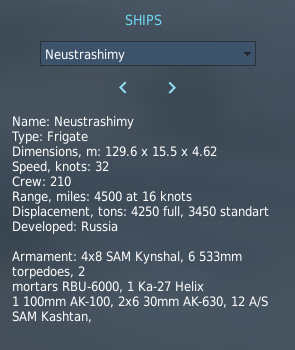 SHIPS
Neustrashimy
Name: Neustrashimy
Type: Frigate
Dimensions, m: 129.6 x 15.5 x 4.62
Speed, knots: 32
Crew: 210
Range, miles: 4500 at 16 knots
Displacement, tons: 4250 full, 3450 standart
Developed: Russia
Armament: 4x8 SAM Kynshal, 6 533mm
torpedoes, 2
mortars RBU-6000, 1 Ka-27 Helix
1 100mm AK-100, 2x6 30mm AK-630, 12 A/S
SAM Kashtan,